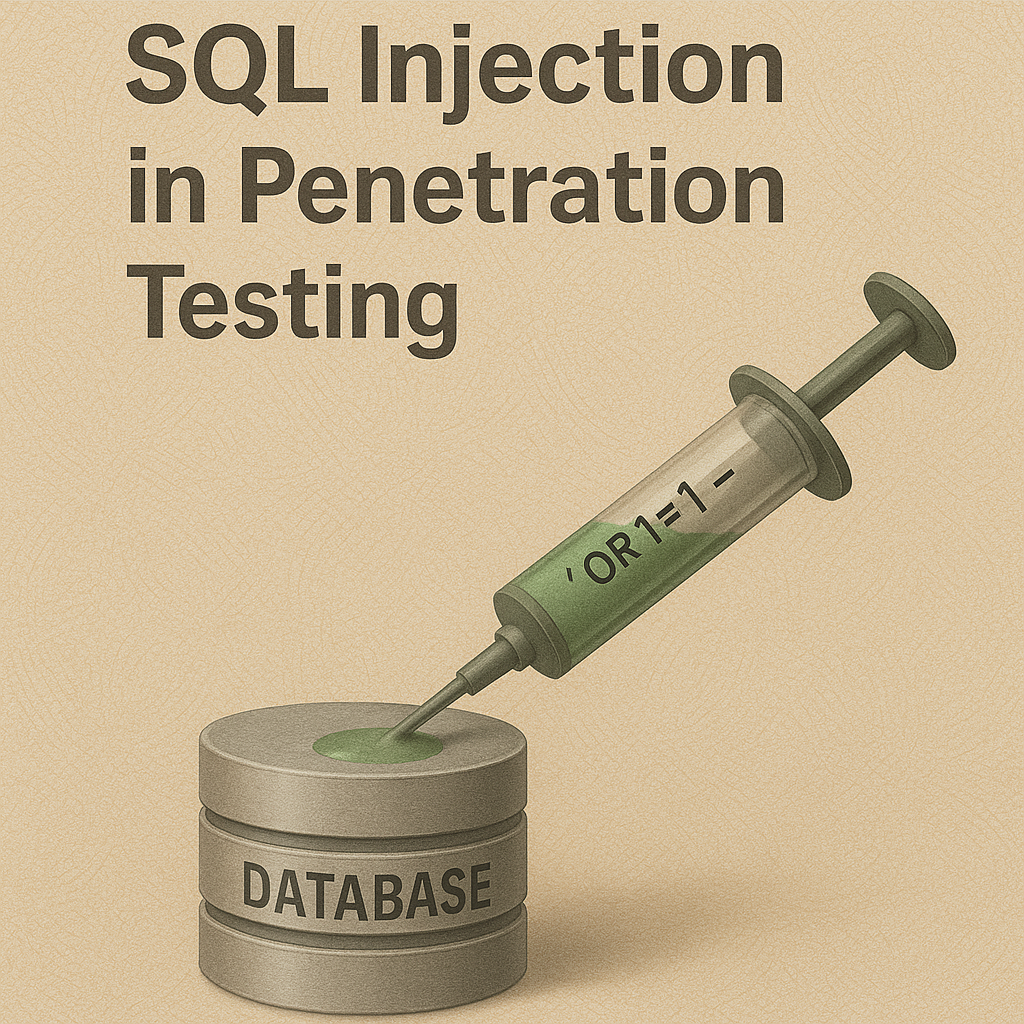 SQL Injection
in Penetration
Testing
' OR 1=1 –
DATABASE